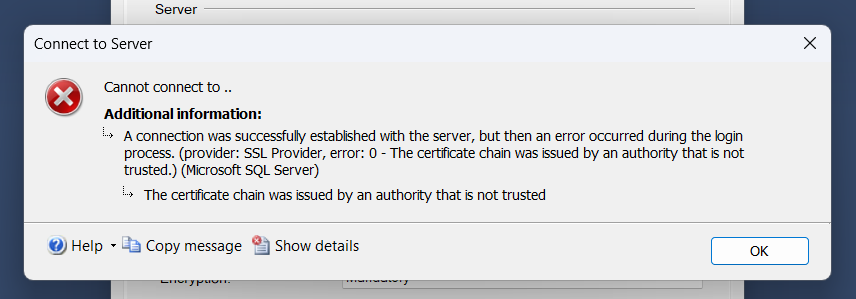 Server
Connect to Server
Cannot connect to ..
Additional information:
A connection was successfully established with the server, but then an error occurred during the login
process. (provider: SSL Provider, error: 0 - The certificate chain was issued by an authority that is not
trusted.) (Microsoft SQL Server)
The certificate chain was issued by an authority that is not trusted
Help
Copy message
Show details
OK
Encryption:
Mandatory